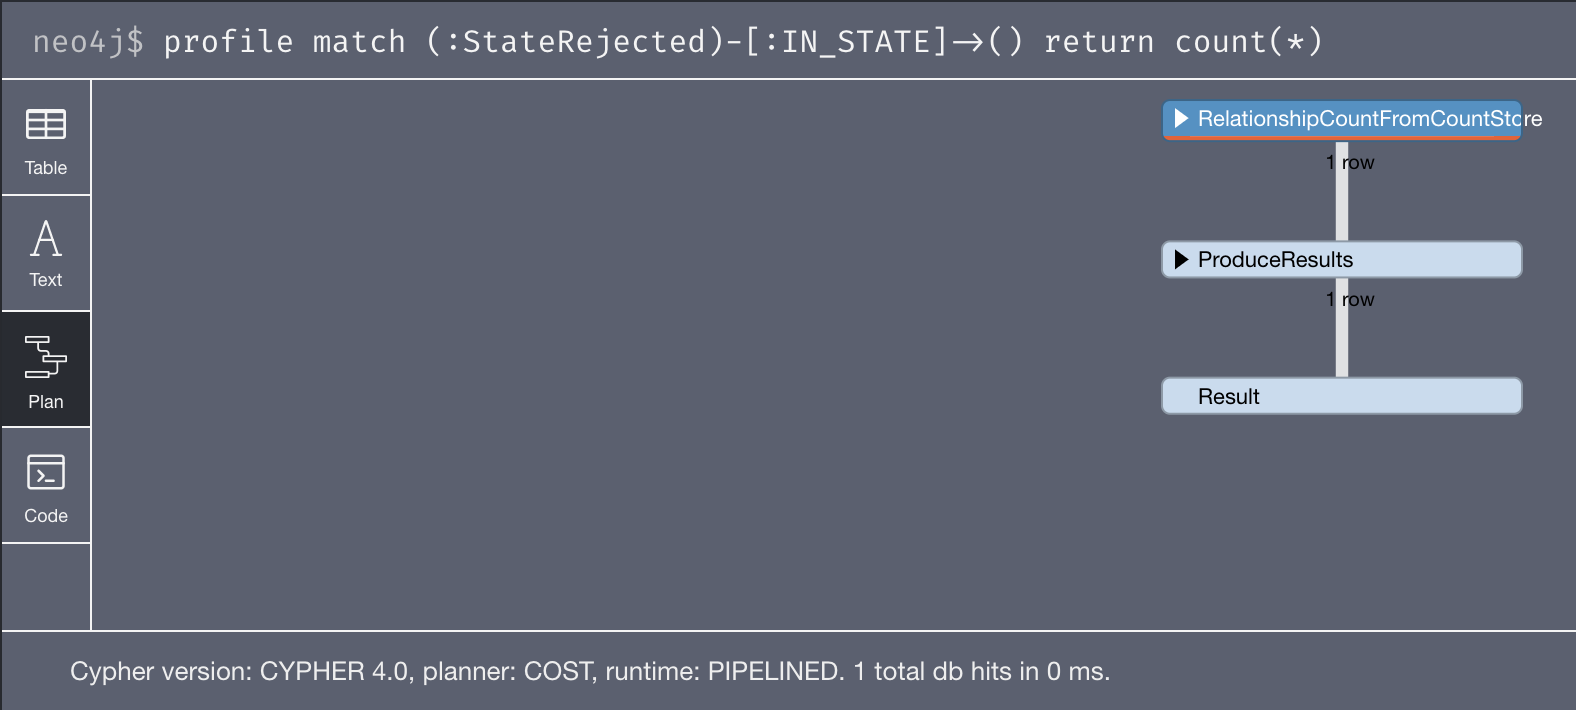 neo4j$ profile match (:StateRejected)-[:IN_STATE]->() return count(*)
Table
Text
Plan
Code
RelationshipCountFromCountStore
1 row
ProduceResults
1 row
Result
Cypher version: CYPHER 4.0, planner: COST, runtime: PIPELINED. 1 total db hits in 0 ms.